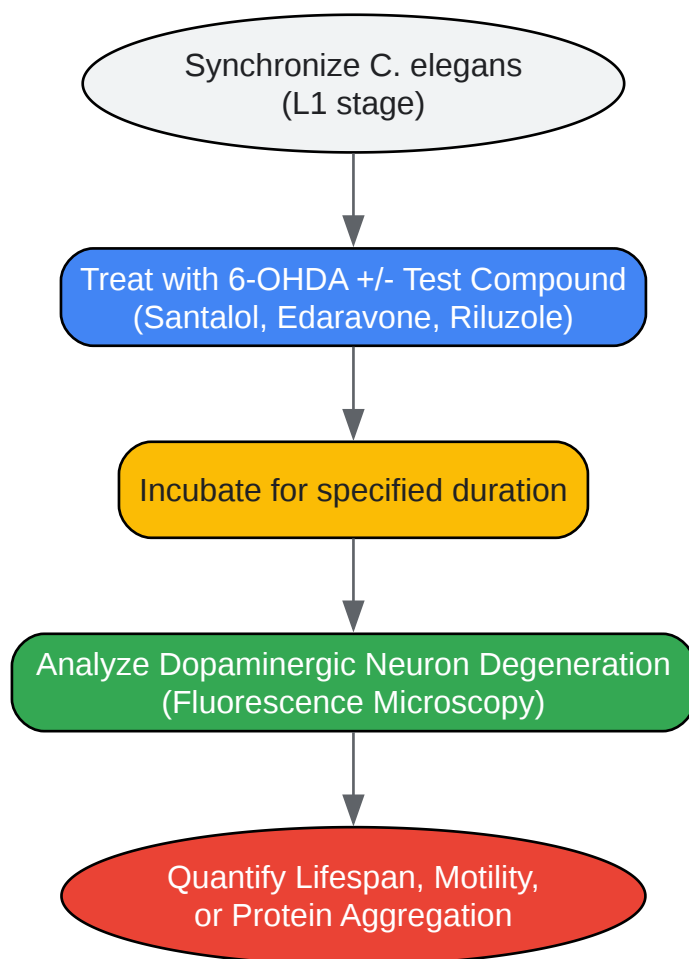 Synchronize C. elegans
(L1 stage)
Treat with 6-OHDA +/- Test Compound
(Santalol, Edaravone, Riluzole)
Incubate for specified duration
Analyze Dopaminergic Neuron Degeneration
(Fluorescence Microscopy)
Quantify Lifespan, Motility,
or Protein Aggregation